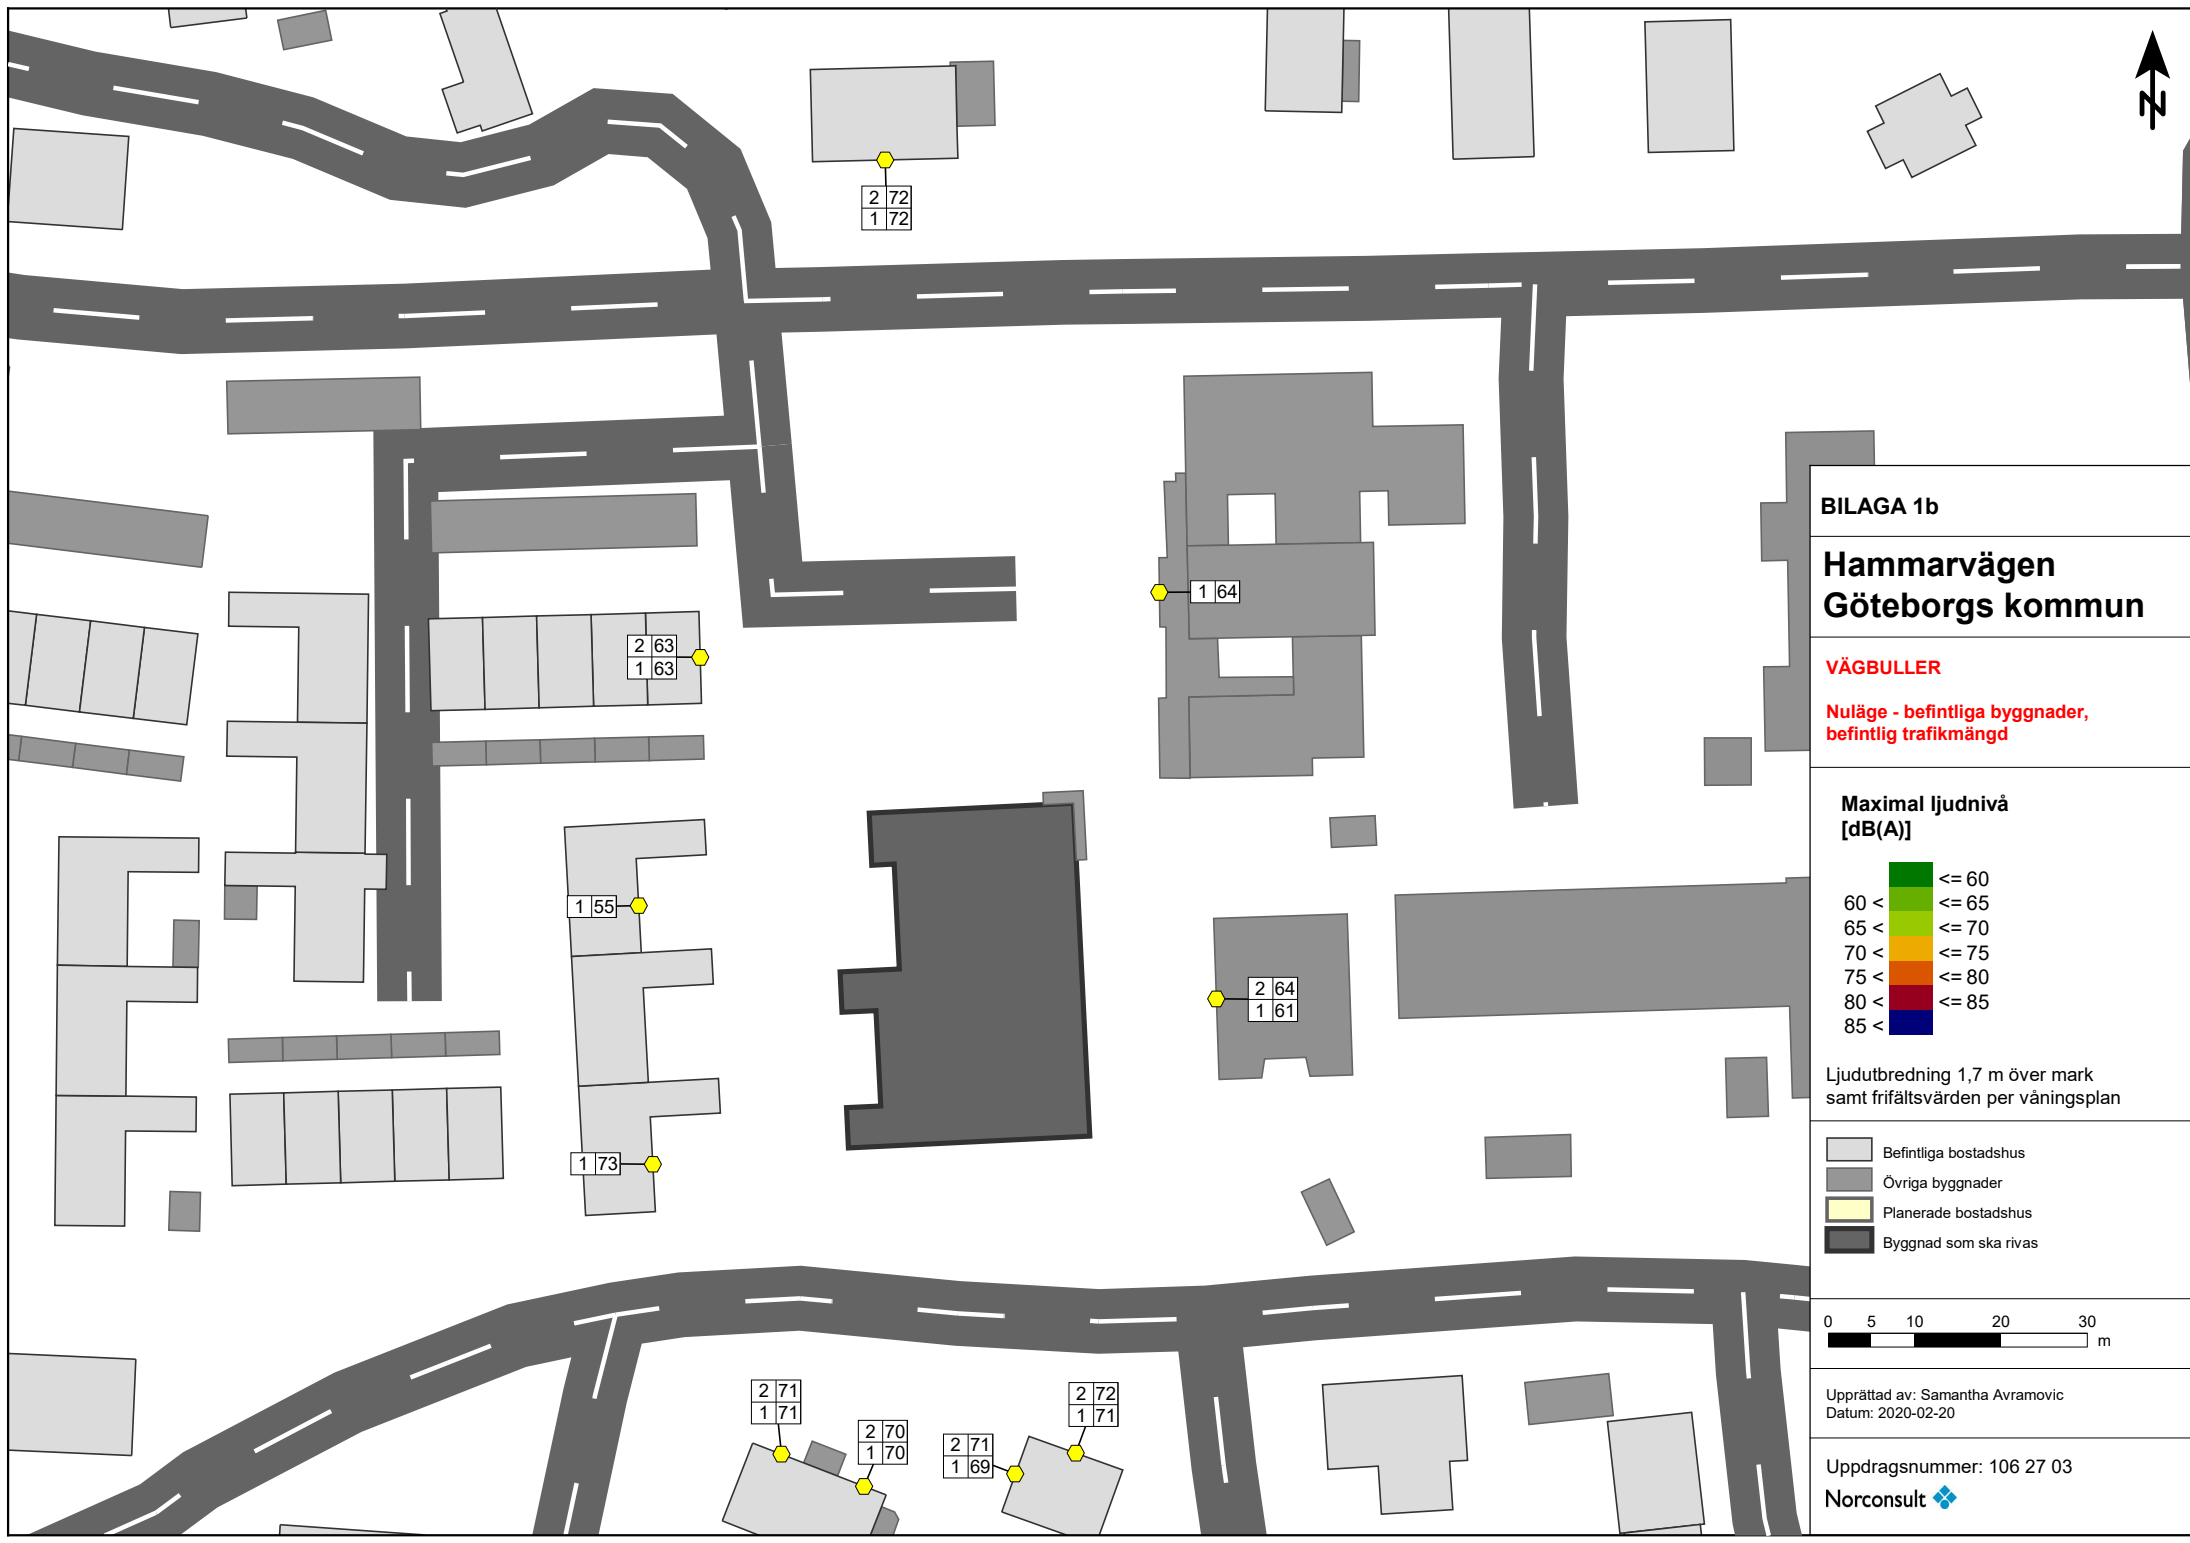 N
2 72
1 72
1 64
2 63
1 63
1 55
2 64
1 61
1 73
2 71
1 71
2 70
1 70
2 71
1 69
2 72
1 71
BILAGA 1b
Hammarvägen
Göteborgs kommun
VÄGBULLER
Nuläge - befintliga byggnader,
befintlig trafikmängd
Maximal ljudnivå
[dB(A)]
<= 60
60 < <= 65
65 < <= 70
70 < <= 75
75 < <= 80
80 < <= 85
85 <
Ljudutbredning 1,7 m över mark
samt frifältsvärden per våningsplan
Befintliga bostadshus
Övriga byggnader
Planerade bostadshus
Byggnad som ska rivas
0 5 10 20 30
m
Upprättad av: Samantha Avramovic
Datum: 2020-02-20
Uppdragsnummer: 106 27 03
Norconsult